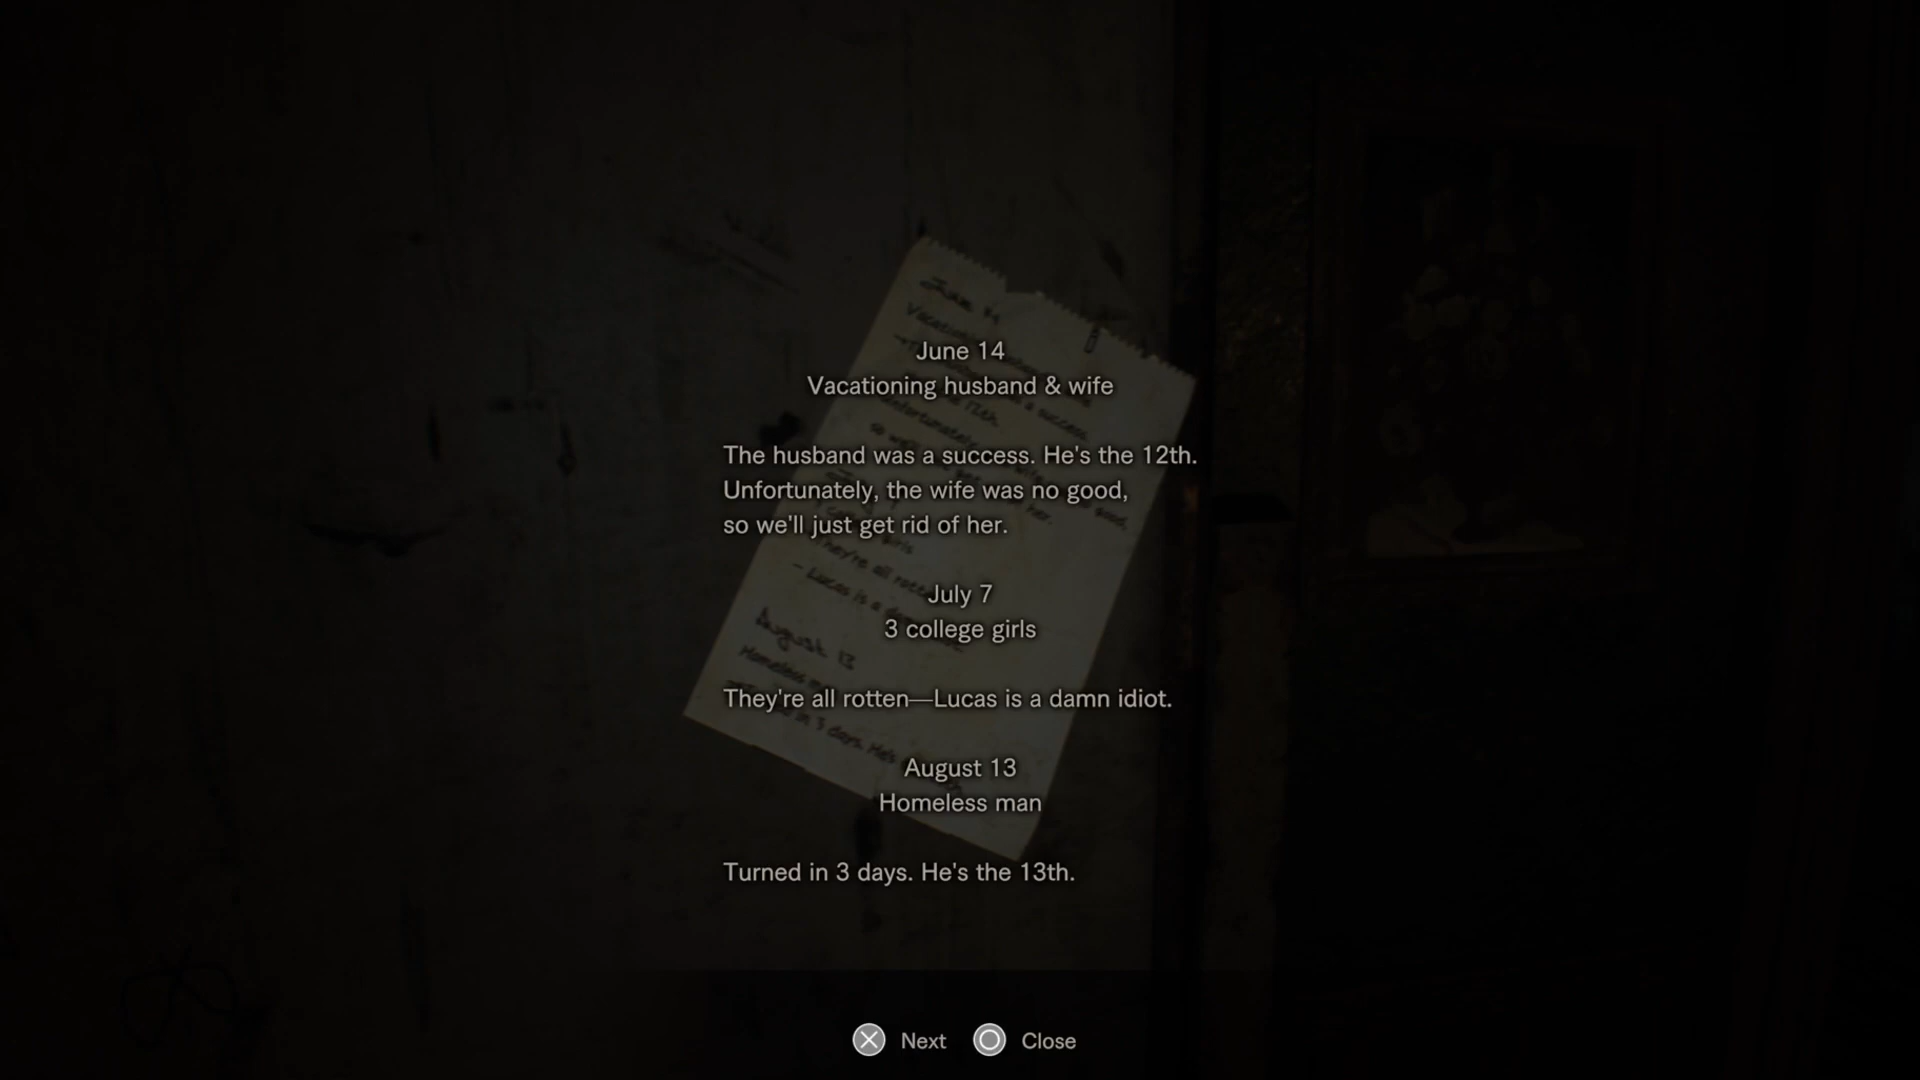 June 14
Vacationing husband & wife
The husband was a success. He's the 12th.
Unfortunately, the wife was no good,
so we'll just get rid of her.
July 7
3 college girls
They're all rotten—Lucas is a damn idiot.
August 13
Homeless man
Turned in 3 days. He's the 13th.
Next
Close